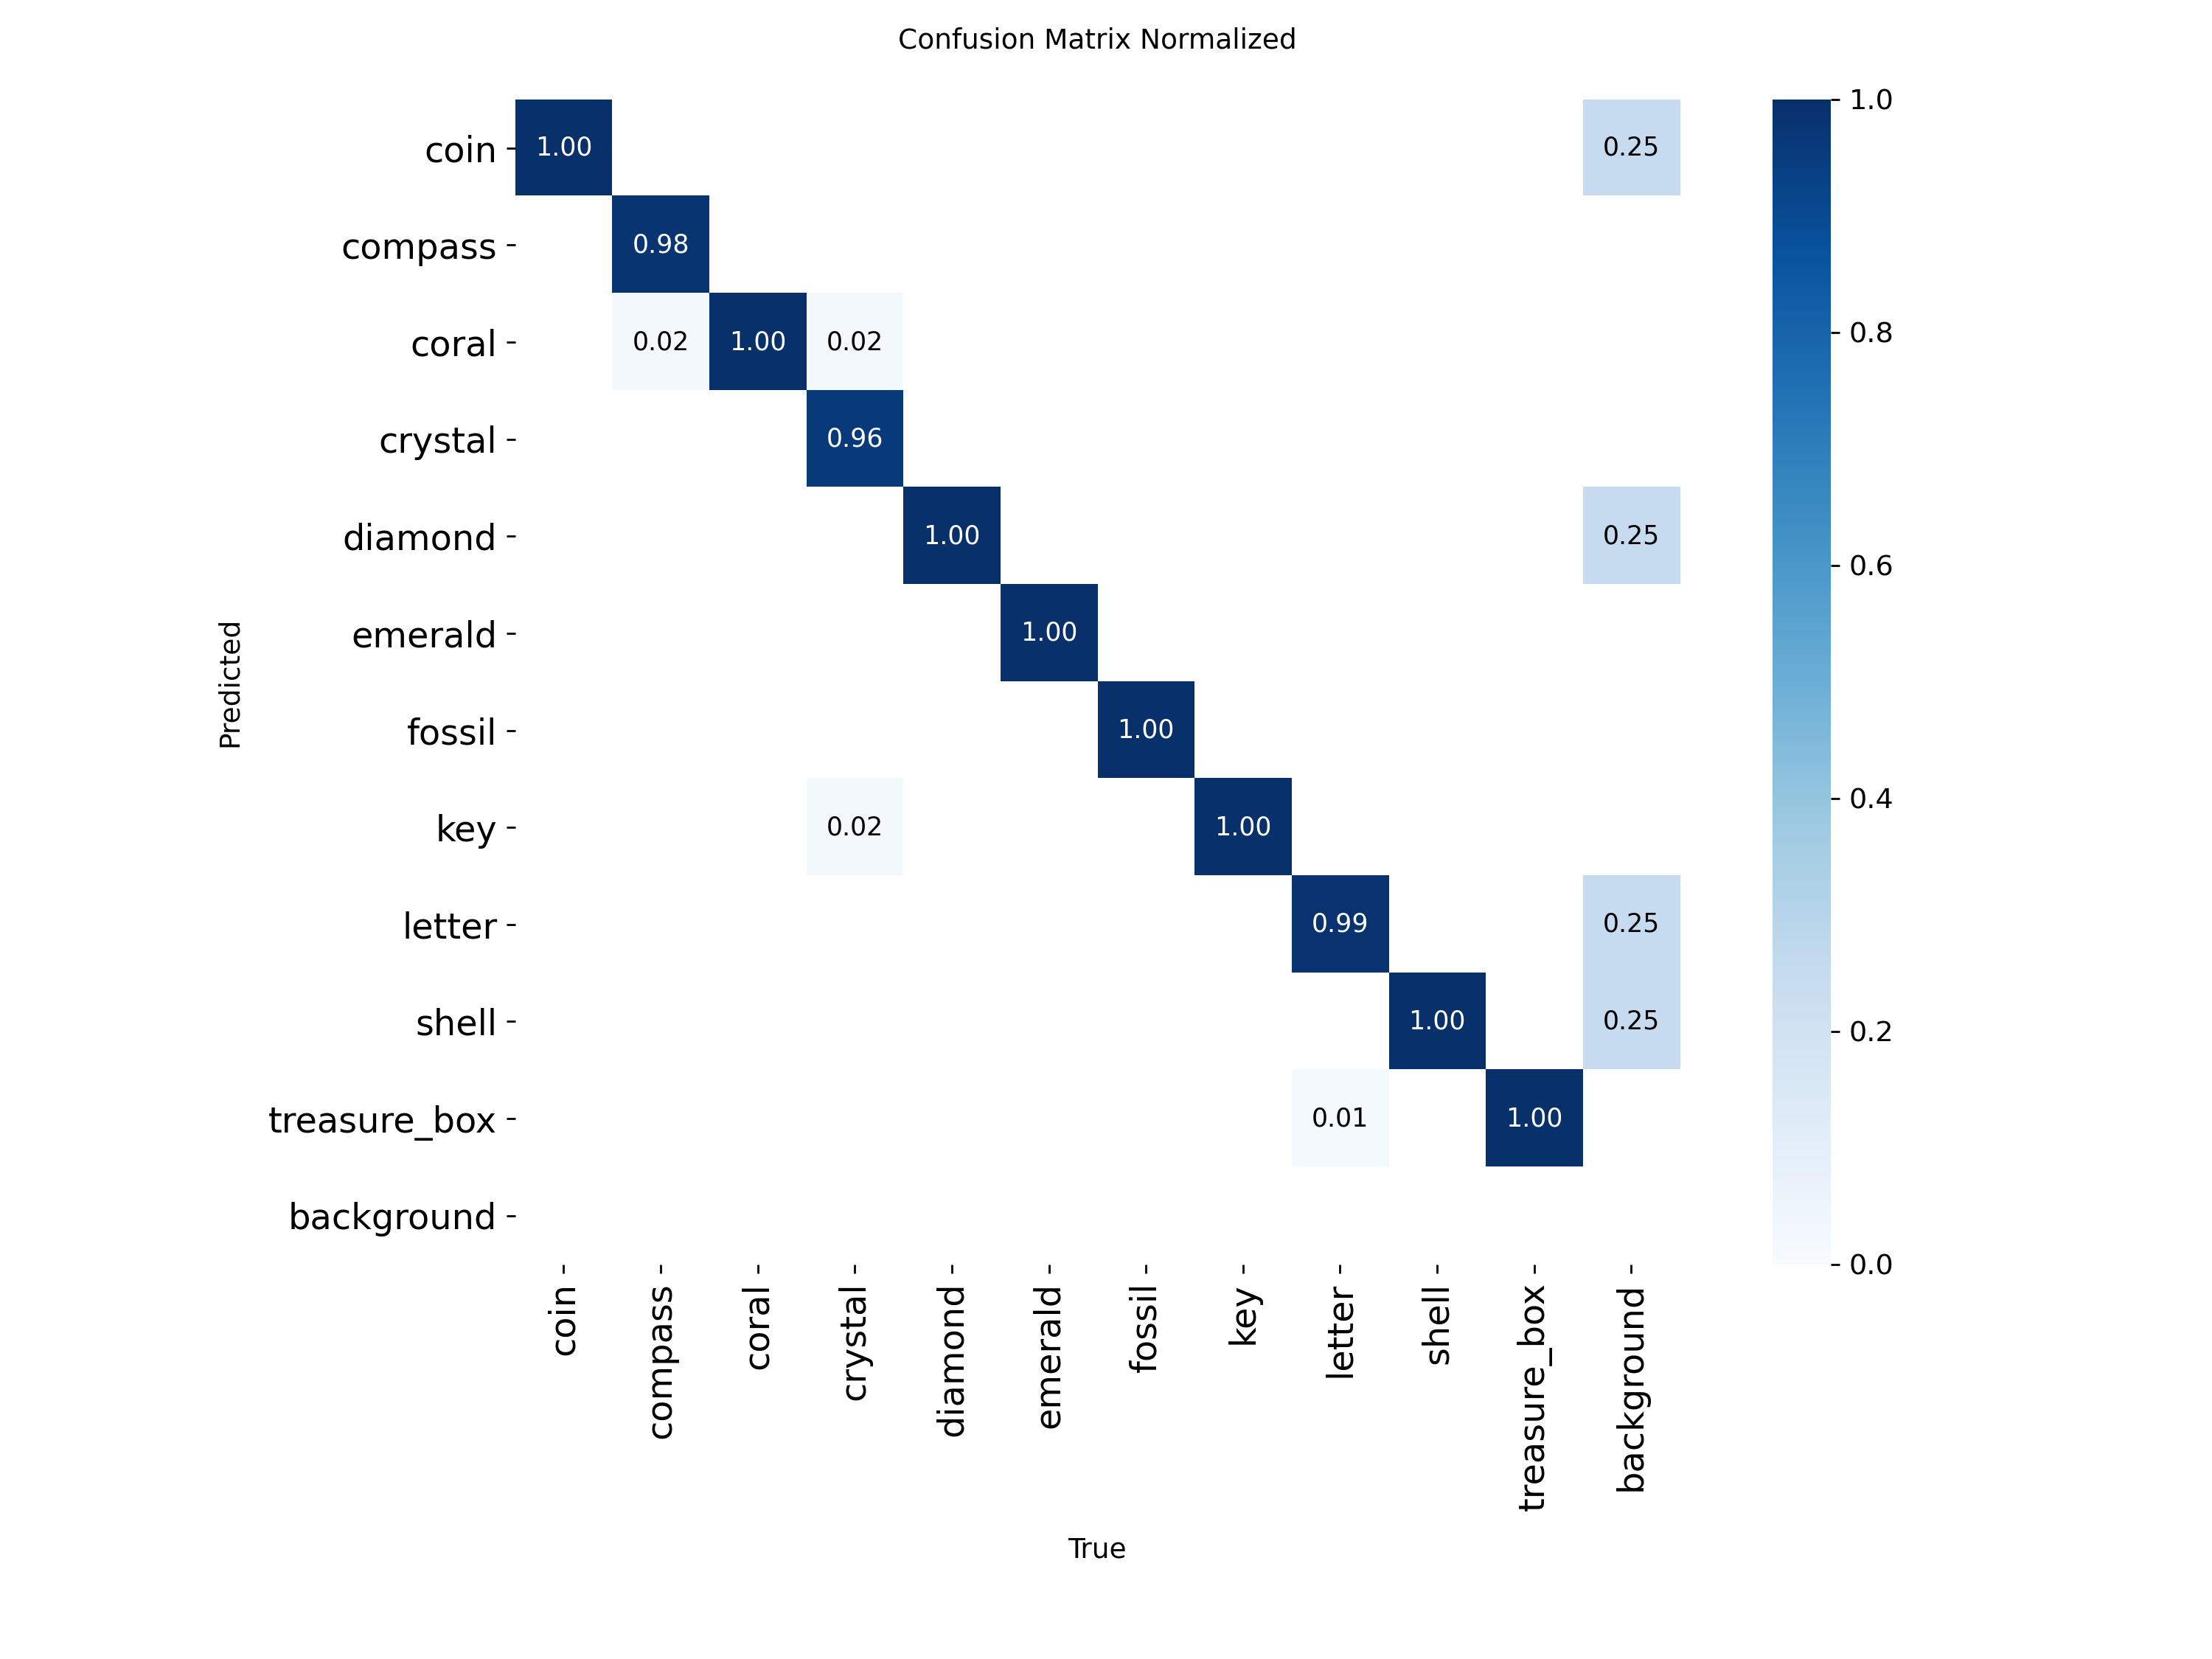 Confusion Matrix Normalized
coin 1.00 0.25 1.0
compass 0.98
coral 0.02 1.00 0.02 0.8
crystal 0.96
diamond 1.00 0.25 0.6
emerald 1.00
Predicted
fossil 1.00
key 0.02 1.00 0.4
letter 0.99 0.25
shell 1.00 0.25 0.2
treasure_box 0.01 1.00
background 0.0
coin compass coral crystal diamond emerald fossil key letter shell treasure_box background
True